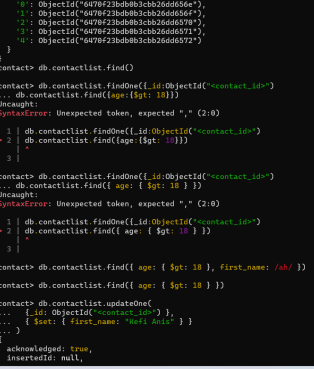 '0': ObjectId("6470f23bdb0b3cbb26dd656e"),
'1': ObjectId("6470f23bdb0b3cbb26dd656f"),
'2': ObjectId("6470f23bdb0b3cbb26dd6570"),
'3': ObjectId("6470f23bdb0b3cbb26dd6571"),
'4': ObjectId("6470f23bdb0b3cbb26dd6572")
}
}
contact> db.contactlist.find()
contact> db.contactlist.findOne({_id:ObjectId("<contact_id>")
... db.contactlist.find({age:{$gt: 18}})
Uncaught:
SyntaxError: Unexpected token, expected "," (2:0)
1 | db.contactlist.findOne({_id:ObjectId("<contact_id>")
> 2 | db.contactlist.find({age:{$gt: 18}})
| ^
3 |
contact> db.contactlist.findOne({_id:ObjectId("<contact_id>")
... db.contactlist.find({ age: { $gt: 18 } })
Uncaught:
SyntaxError: Unexpected token, expected "," (2:0)
1 | db.contactlist.findOne({_id:ObjectId("<contact_id>")
> 2 | db.contactlist.find({ age: { $gt: 18 } })
| ^
3 |
contact> db.contactlist.find({ age: { $gt: 18 }, first_name: /ah/ })
contact> db.contactlist.find({ age: { $gt: 18 } })
contact> db.contactlist.updateOne(
... {_id: ObjectId("<contact_id>") },
... { $set: { first_name: "Kefi Anis" } }
... )
{
acknowledged: true,
insertedId: null,